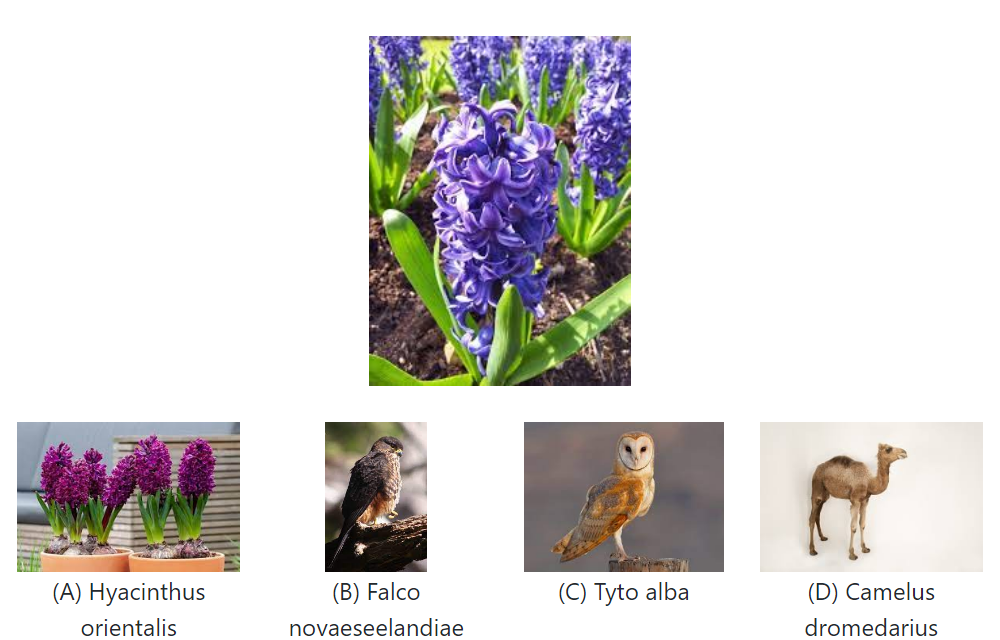 (A) Hyacinthus
orientalis
(B) Falco
novaeseelandiae
(C) Tyto alba
(D) Camelus
dromedarius